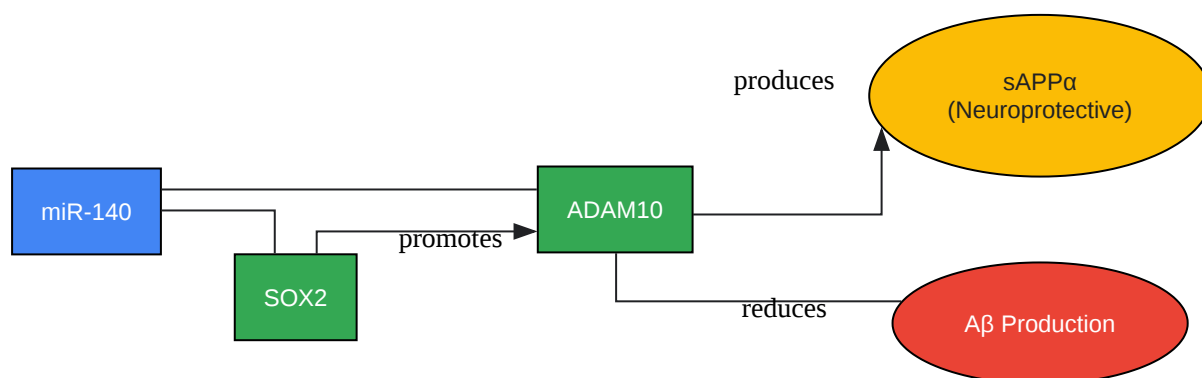 produces
sAPPα
(Neuroprotective)
miR-140
ADAM10
promotes
SOX2
reduces
Aβ Production